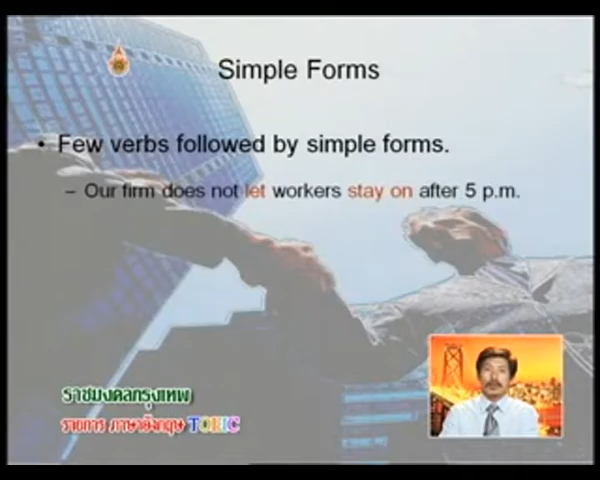 Simple Forms
• Few verbs followed by simple forms.
– Our firm does not let workers stay on after 5 p.m.
ราชมงคลกรุงเทพ
รายการ ภาษาอังกฤษ TOEIC